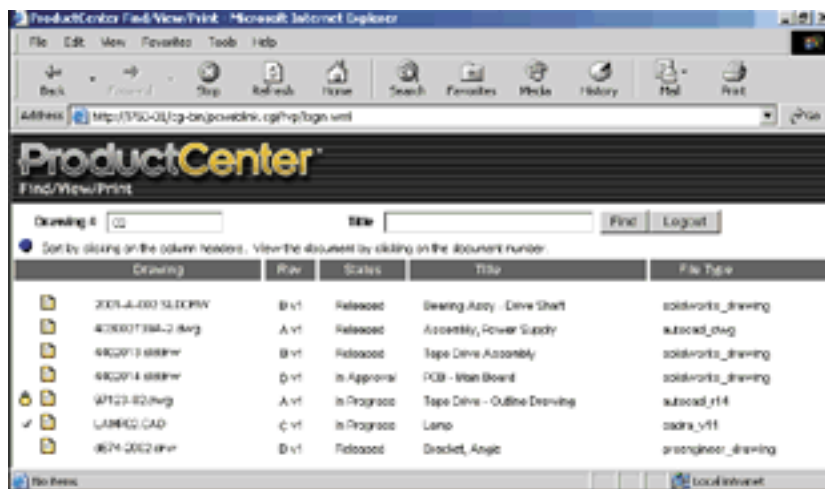 ProductCenter Find/View/Print - Microsoft Internet Explorer
File Edit View Favorites Tools Help
Back Forward Stop Refresh Home Search Favorites Media History Mail Print
Address Go
ProductCenter
Find/View/Print
Drawing # 02 Title Find Logout
Sort by clicking on the column headers. View the document by clicking on the document number.
Drawing Rev Status Title File Type
B v1 Released Bearing Assy - Drive Shaft solidworks_drawing
A v1 Released Assembly, Power Supply autocad_dwg
B v1 Released Tape Drive Assembly solidworks_drawing
In Approval PCB - Main Board solidworks_drawing
97123-02.dwg A v1 In Progress Tape Drive - Outline Drawing autocad_r14
LAMP02.CAD C v1 In Progress Lamp cadra_v11
Released Bracket, Angle proengineer_drawing
Local intranet